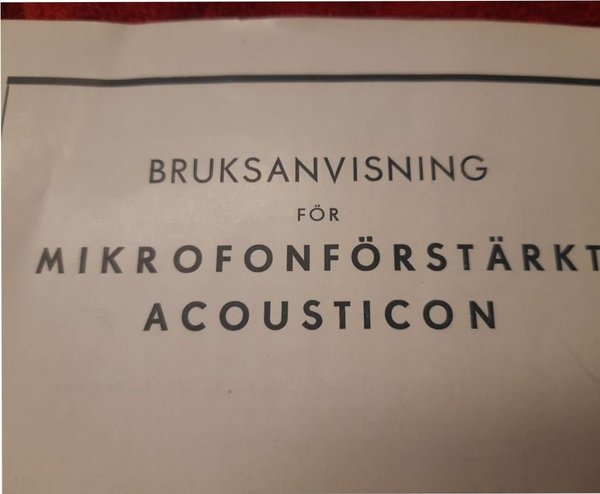 BRUKSANVISNING
FÖR
MIKROFONFÖRSTÄRKT
ACOUSTICON